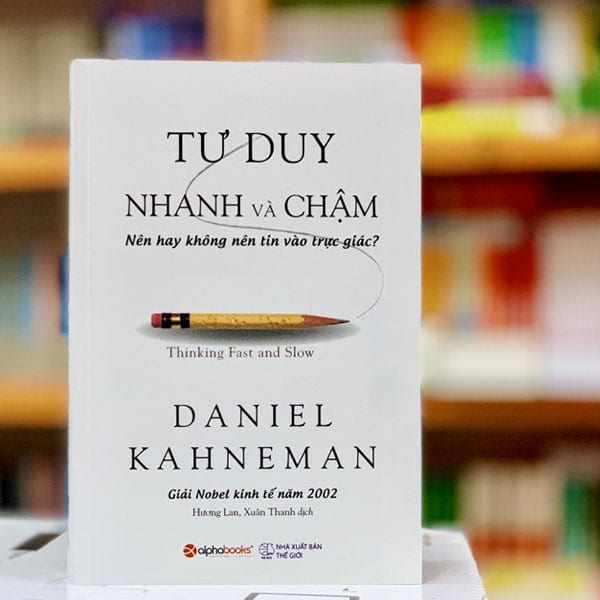 TƯ DUY
NHANH VÀ CHẬM
Nên hay không nên tin vào trực giác?
Thinking Fast and Slow
DANIEL
KAHNEMAN
Giải Nobel kinh tế năm 2002
Hương Lan, Xuân Thanh dịch
alphabooks
NHÀ XUẤT BẢN
THẾ GIỚI